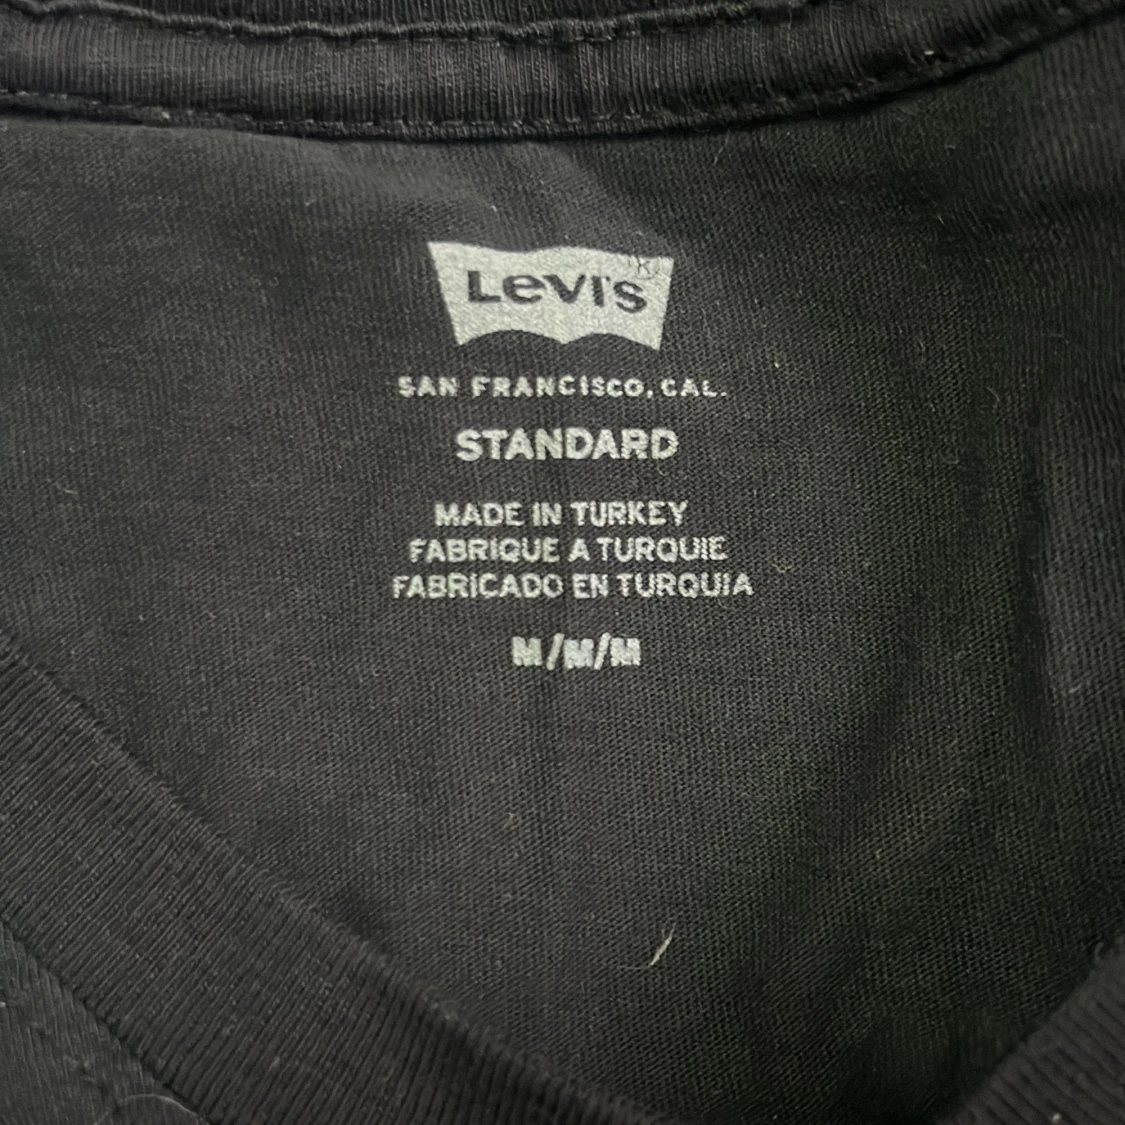 Levi's ®
SAN FRANCISCO, CAL.
STANDARD
MADE IN TURKEY
FABRIQUE A TURQUIE
FABRICADO EN TURQUIA
M/M/M